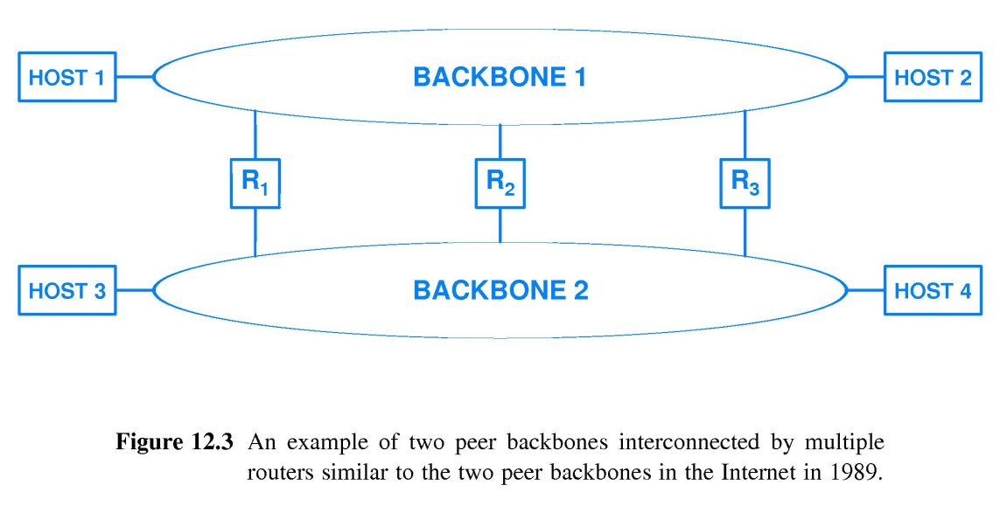 HOST 1
BACKBONE 1
HOST 2
R1
R2
R3
HOST 3
BACKBONE 2
HOST 4
Figure 12.3 An example of two peer backbones interconnected by multiple
routers similar to the two peer backbones in the Internet in 1989.